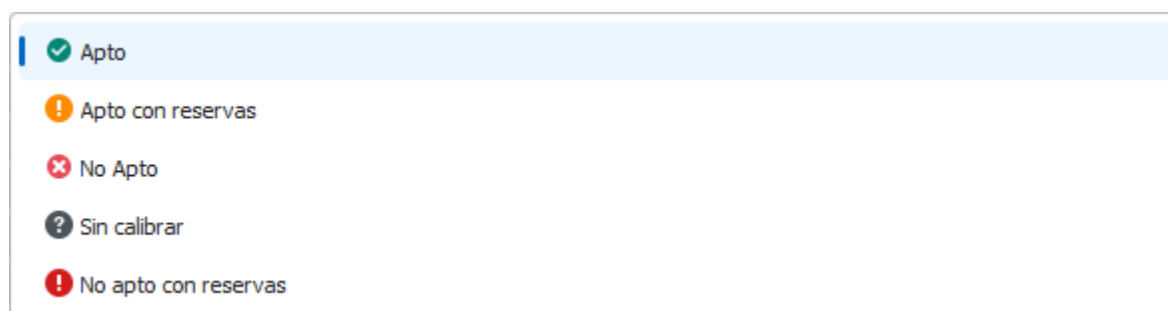 Apto
Apto con reservas
No Apto
Sin calibrar
No apto con reservas